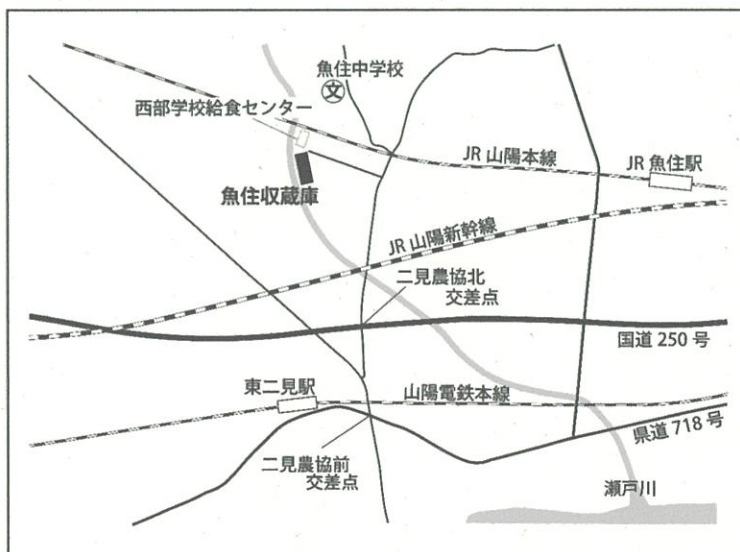 魚住中学校
文
西部学校給食センター
JR 山陽本線
JR 魚住駅
魚住収蔵庫
JR 山陽新幹線
二見農協北
交差点
国道 250 号
東二見駅
山陽電鉄本線
県道 718 号
二見農協前
交差点
瀬戸川